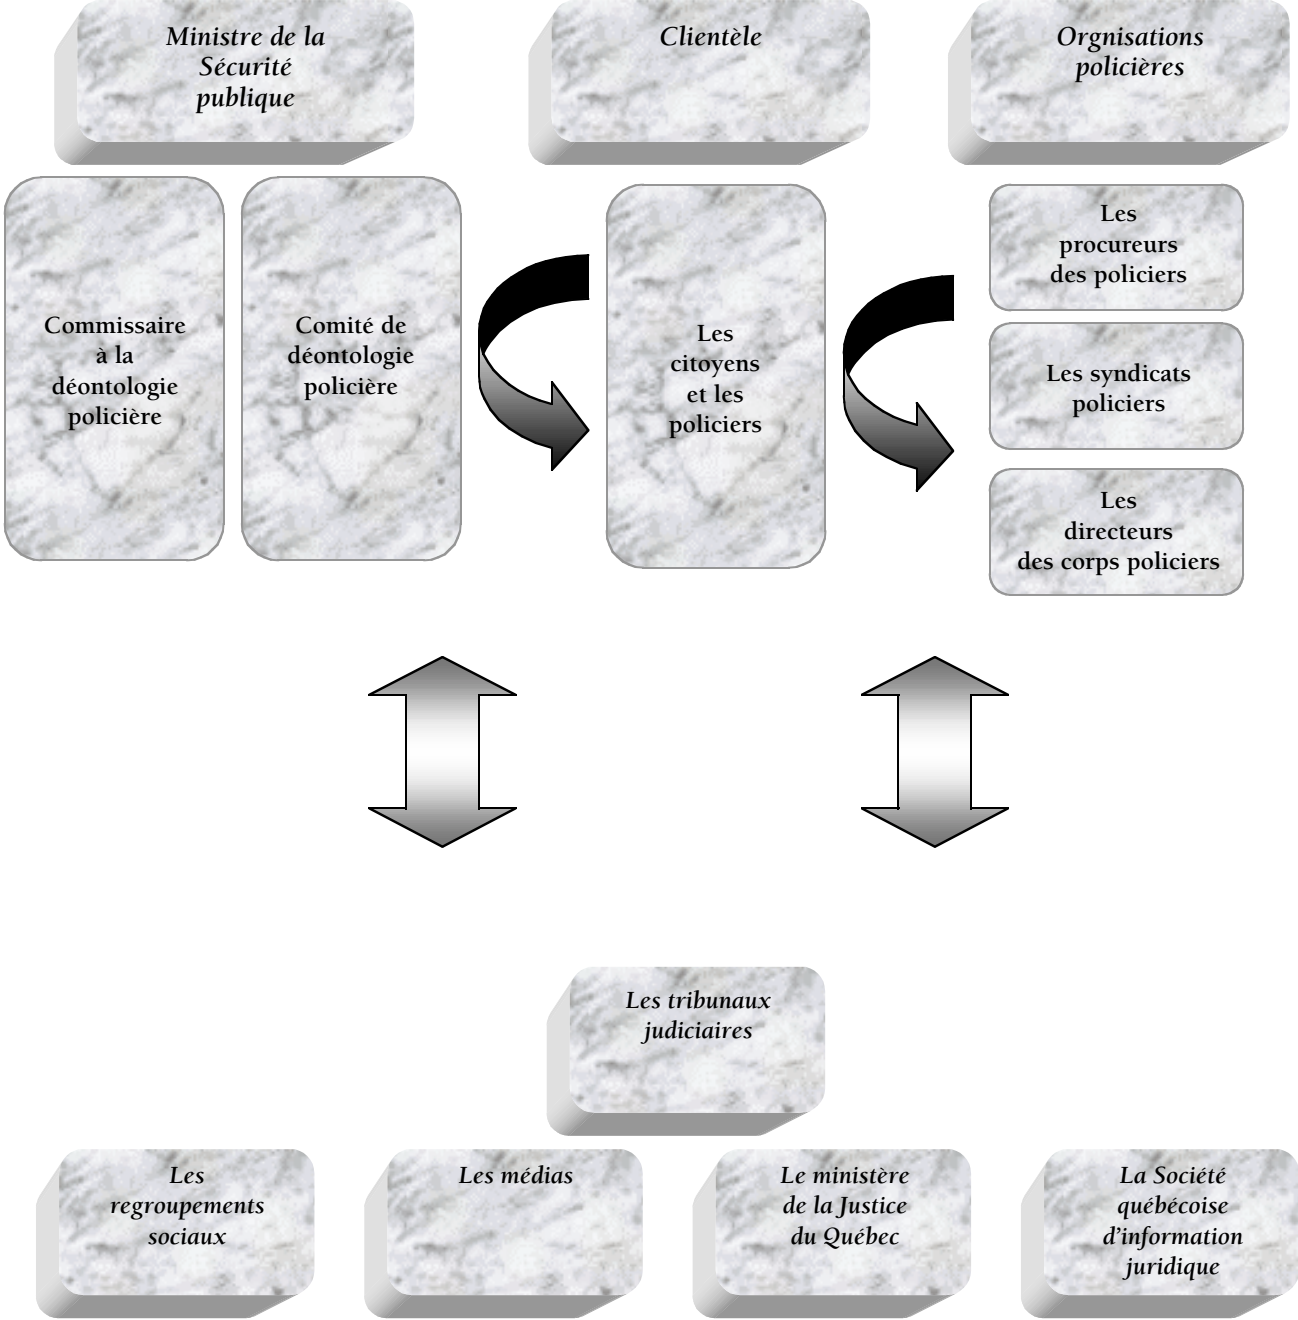 Ministre de la
Sécurité
publique
Clientèle
Orgnisations
policières
Commissaire
à la
déontologie
policière
Comité de
déontologie
policière
Les
citoyens
et les
policiers
Les
procureurs
des policiers
Les syndicats
policiers
Les
directeurs
des corps policiers
Les tribunaux
judiciaires
Les
regroupements
sociaux
Les médias
Le ministère
de la Justice
du Québec
La Société
québécoise
d’information
juridique